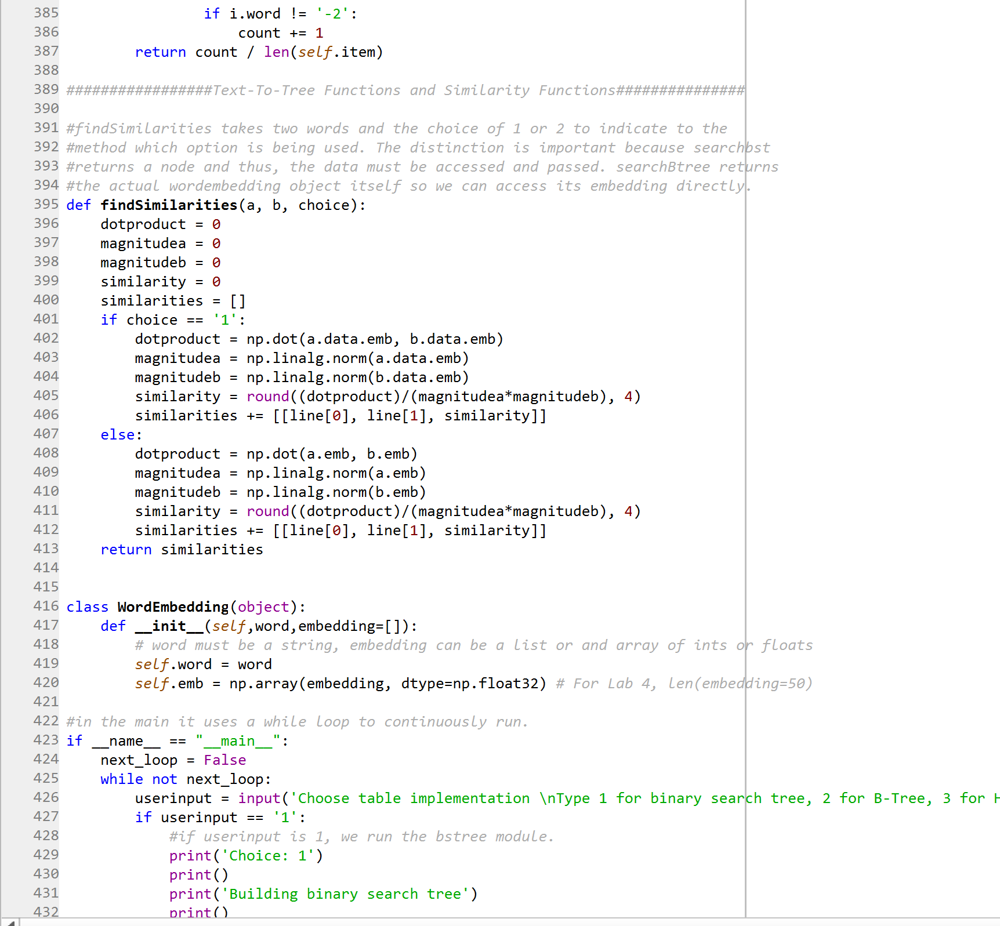 385                 if i.word != '-2':
386                     count += 1
387         return count / len(self.item)
388
389 #################Text-To-Tree Functions and Similarity Functions###############
390
391 #findSimilarities takes two words and the choice of 1 or 2 to indicate to the
392 #method which option is being used. The distinction is important because searchbst
393 #returns a node and thus, the data must be accessed and passed. searchBtree returns
394 #the actual wordembedding object itself so we can access its embedding directly.
395 def findSimilarities(a, b, choice):
396     dotproduct = 0
397     magnitudea = 0
398     magnitudeb = 0
399     similarity = 0
400     similarities = []
401     if choice == '1':
402         dotproduct = np.dot(a.data.emb, b.data.emb)
403         magnitudea = np.linalg.norm(a.data.emb)
404         magnitudeb = np.linalg.norm(b.data.emb)
405         similarity = round((dotproduct)/(magnitudea*magnitudeb), 4)
406         similarities += [[line[0], line[1], similarity]]
407     else:
408         dotproduct = np.dot(a.emb, b.emb)
409         magnitudea = np.linalg.norm(a.emb)
410         magnitudeb = np.linalg.norm(b.emb)
411         similarity = round((dotproduct)/(magnitudea*magnitudeb), 4)
412         similarities += [[line[0], line[1], similarity]]
413     return similarities
414
415
416 class WordEmbedding(object):
417     def __init__(self,word,embedding=[]):
418         # word must be a string, embedding can be a list or and array of ints or floats
419         self.word = word
420         self.emb = np.array(embedding, dtype=np.float32) # For Lab 4, len(embedding=50)
421
422 #in the main it uses a while loop to continuously run.
423 if __name__ == "__main__":
424     next_loop = False
425     while not next_loop:
426         userinput = input('Choose table implementation \nType 1 for binary search tree, 2 for B-Tree, 3 for
427         if userinput == '1':
428             #if userinput is 1, we run the bstree module.
429             print('Choice: 1')
430             print()
431             print('Building binary search tree')
432             print()